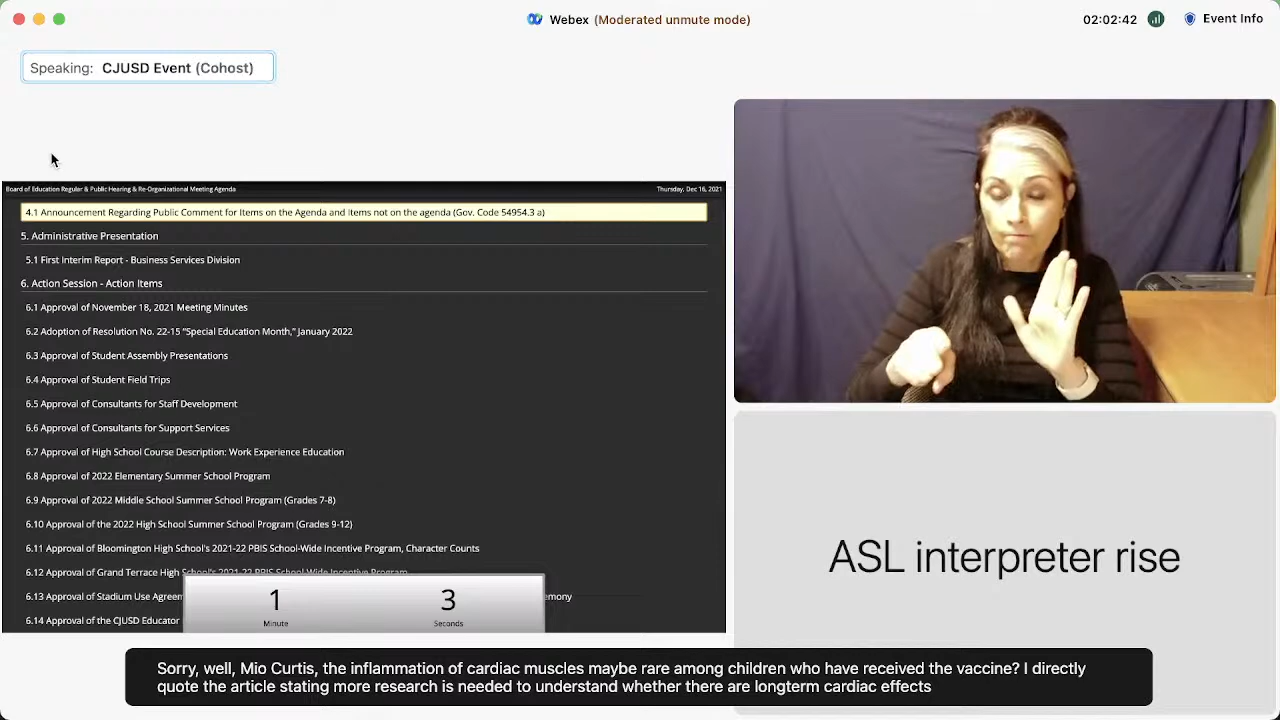 Webex (Moderated unmute mode)
02:02:42
Event Info
Speaking: CJUSD Event (Cohost)
Board of Education Regular & Public Hearing & Re-Organizational Meeting Agenda
Thursday, Dec 16, 2021
4.1 Announcement Regarding Public Comment for Items on the Agenda and Items not on the agenda (Gov. Code 54954.3 a)
5. Administrative Presentation
5.1 First Interim Report - Business Services Division
6. Action Session - Action Items
6.1 Approval of November 18, 2021 Meeting Minutes
6.2 Adoption of Resolution No. 22-15 "Special Education Month," January 2022
6.3 Approval of Student Assembly Presentations
6.4 Approval of Student Field Trips
6.5 Approval of Consultants for Staff Development
6.6 Approval of Consultants for Support Services
6.7 Approval of High School Course Description: Work Experience Education
6.8 Approval of 2022 Elementary Summer School Program
6.9 Approval of 2022 Middle School Summer School Program (Grades 7-8)
6.10 Approval of the 2022 High School Summer School Program (Grades 9-12)
6.11 Approval of Bloomington High School's 2021-22 PBIS School-Wide Incentive Program, Character Counts
6.12 Approval of Grand Terrace High School's 2021-22 PBIS School-Wide Incentive Program
6.13 Approval of Stadium Use Agreem
emony
6.14 Approval of the CJUSD Educator
1 3
Minute Seconds
ASL interpreter rise
Sorry, well, Mio Curtis, the inflammation of cardiac muscles maybe rare among children who have received the vaccine? I directly
quote the article stating more research is needed to understand whether there are longterm cardiac effects